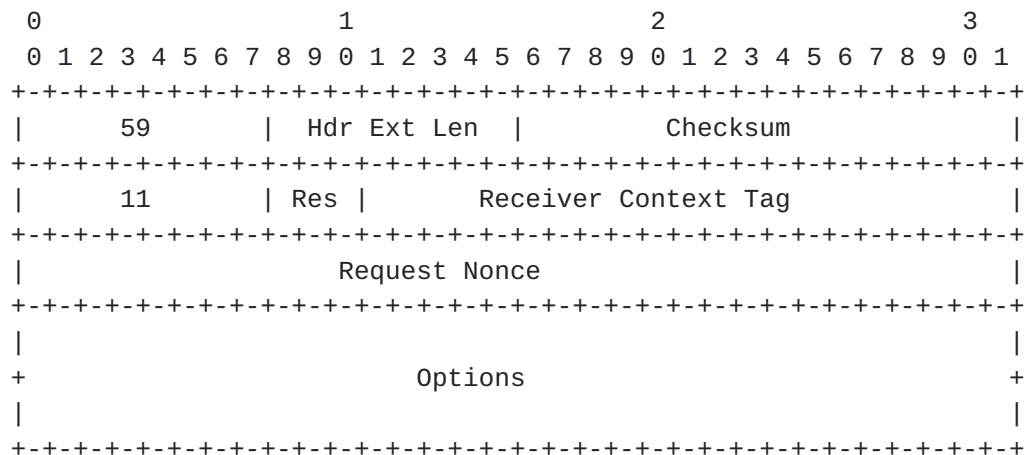 0                   1                   2                   3
 0 1 2 3 4 5 6 7 8 9 0 1 2 3 4 5 6 7 8 9 0 1 2 3 4 5 6 7 8 9 0 1
+-+-+-+-+-+-+-+-+-+-+-+-+-+-+-+-+-+-+-+-+-+-+-+-+-+-+-+-+-+-+-+-+
|      59       |  Hdr Ext Len  |         Checksum              |
+-+-+-+-+-+-+-+-+-+-+-+-+-+-+-+-+-+-+-+-+-+-+-+-+-+-+-+-+-+-+-+-+
|      11       | Res |       Receiver Context Tag              |
+-+-+-+-+-+-+-+-+-+-+-+-+-+-+-+-+-+-+-+-+-+-+-+-+-+-+-+-+-+-+-+-+
|                    Request Nonce                              |
+-+-+-+-+-+-+-+-+-+-+-+-+-+-+-+-+-+-+-+-+-+-+-+-+-+-+-+-+-+-+-+-+
|                                                               |
+                         Options                               +
|                                                               |
+-+-+-+-+-+-+-+-+-+-+-+-+-+-+-+-+-+-+-+-+-+-+-+-+-+-+-+-+-+-+-+-+